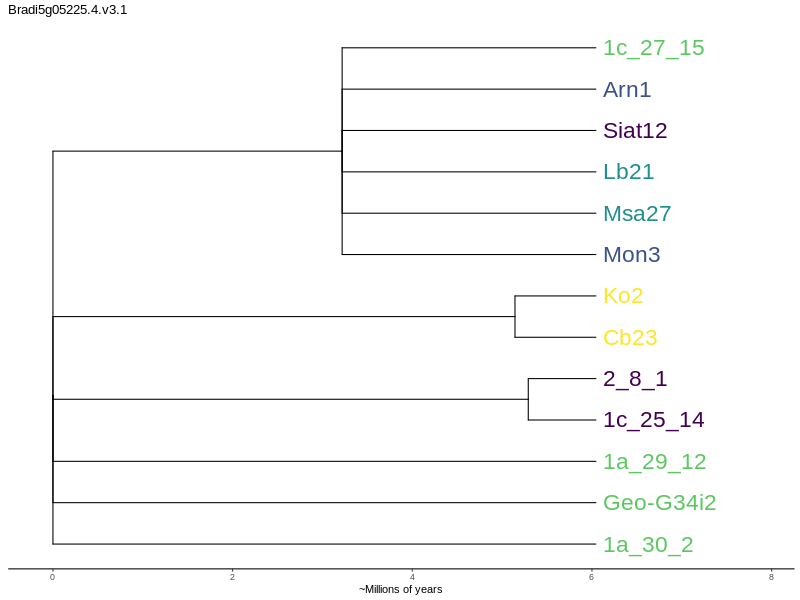 Bradi5g05225.4.v3.1
1c_27_15
Arn1
Siat12
Lb21
Msa27
Mon3
Ko2
Cb23
2_8_1
1c_25_14
1a_29_12
Geo-G34i2
1a_30_2
0 2 4 6 8
~Millions of years